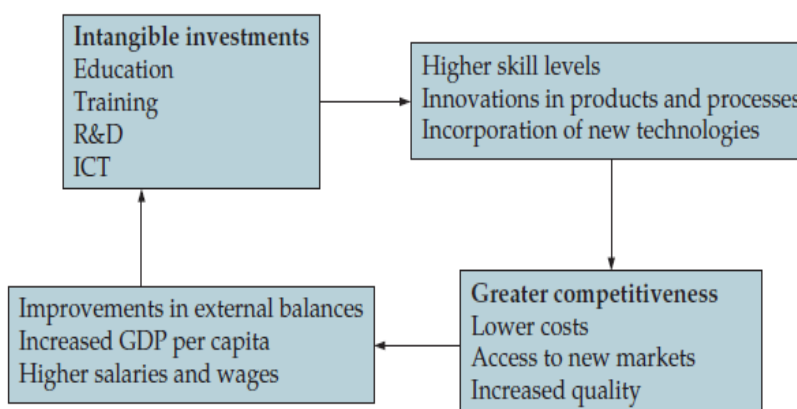 Intangible investments
Education
Training
R&D
ICT
Higher skill levels
Innovations in products and processes
Incorporation of new technologies
Greater competitiveness
Lower costs
Access to new markets
Increased quality
Improvements in external balances
Increased GDP per capita
Higher salaries and wages